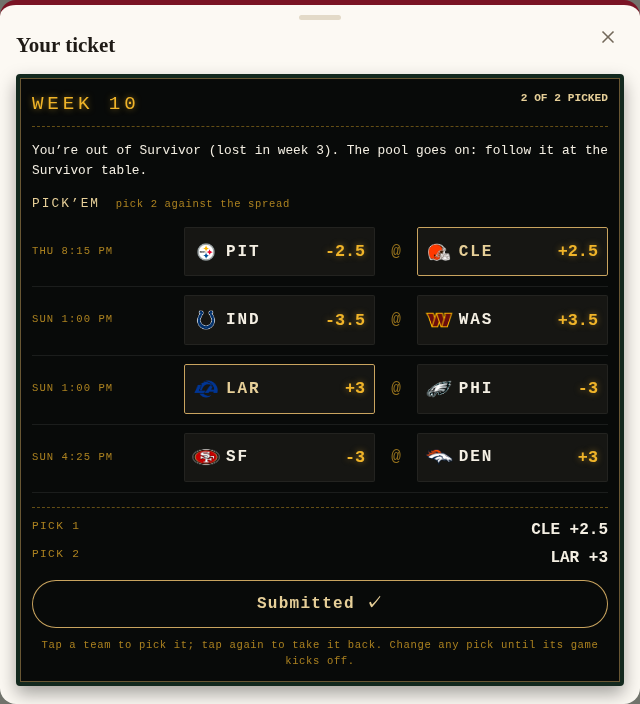 Your ticket
WEEK 10
2 OF 2 PICKED
You’re out of Survivor (lost in week 3). The pool goes on: follow it at the
Survivor table.
PICK’EM pick 2 against the spread
THU 8:15 PM PIT -2.5 @ CLE +2.5
SUN 1:00 PM IND -3.5 @ WAS +3.5
SUN 1:00 PM LAR +3 @ PHI -3
SUN 4:25 PM SF -3 @ DEN +3
PICK 1 CLE +2.5
PICK 2 LAR +3
Submitted ✓
Tap a team to pick it; tap again to take it back. Change any pick until its game
kicks off.